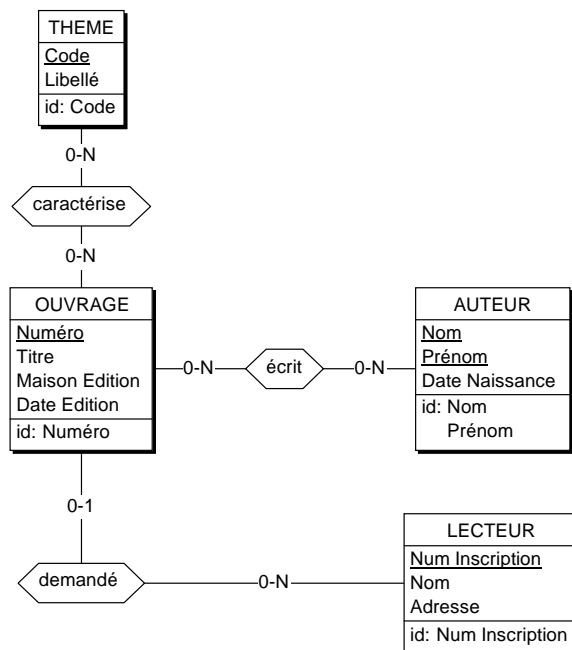 THEME
Code
Libellé
id: Code
0-N
caractérise
0-N
OUVRAGE
Numéro
Titre
Maison Edition
Date Edition
id: Numéro
0-N
écrit
0-N
AUTEUR
Nom
Prénom
Date Naissance
id: Nom
Prénom
0-1
demandé
0-N
LECTEUR
Num Inscription
Nom
Adresse
id: Num Inscription